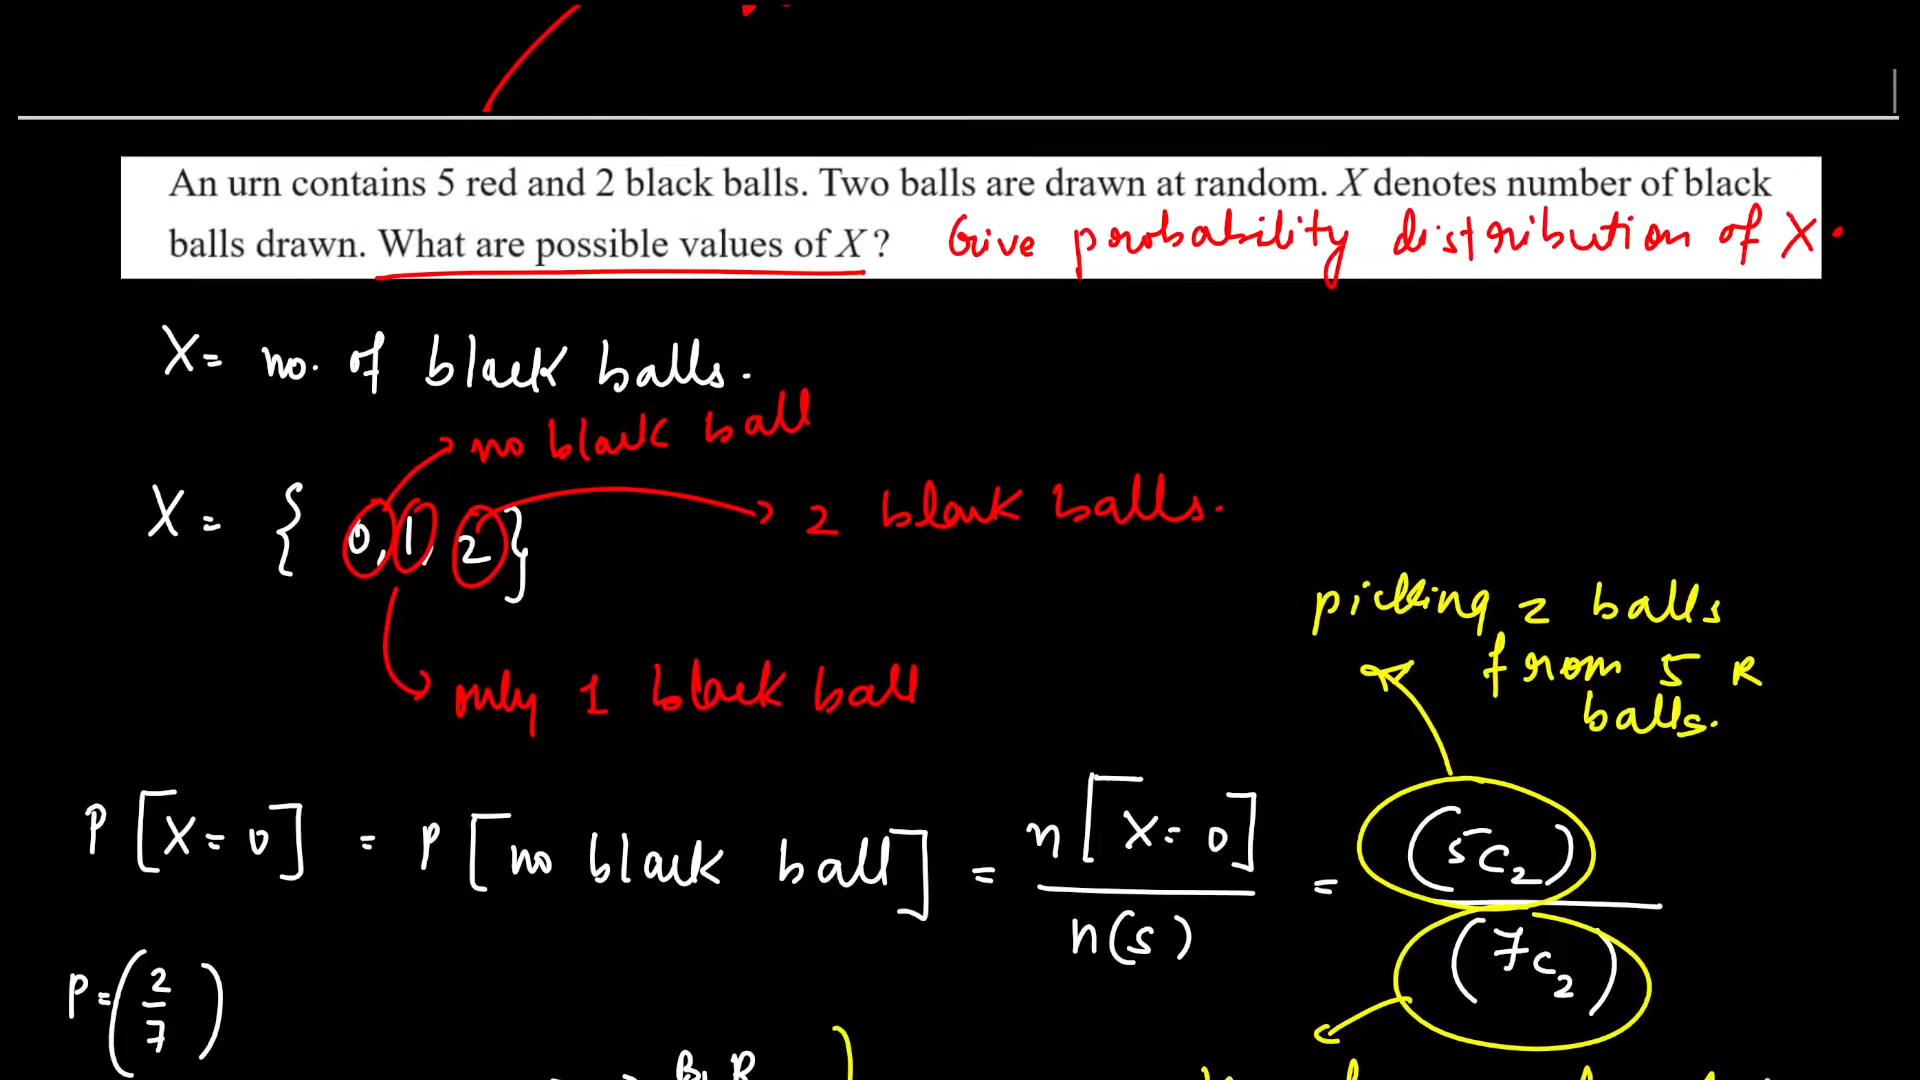 An urn contains 5 red and 2 black balls. Two balls are drawn at random. X denotes number of black
balls drawn. What are possible values of X ? Give probability distribution of X.
X = no. of black balls.
no black ball
X = { 0, 1, 2 }
2 black balls.
only 1 black ball
picking 2 balls
from 5 R
balls.
P [X = 0] = P [no black ball] = n[X = 0] / n(s) = (5C2) / (7C2)
P = (2/7)
B, R